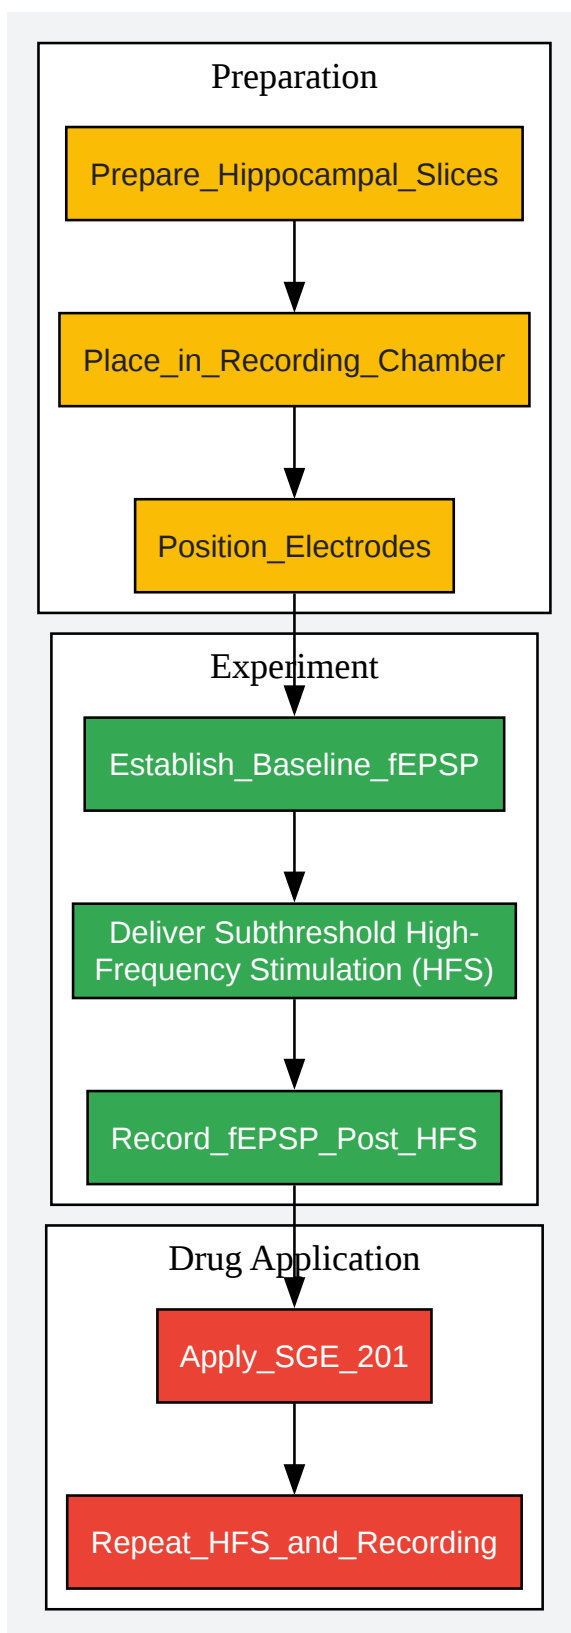 Preparation
Prepare_Hippocampal_Slices
Place_in_Recording_Chamber
Position_Electrodes
Experiment
Establish_Baseline_fEPSP
Deliver Subthreshold High-
Frequency Stimulation (HFS)
Record_fEPSP_Post_HFS
Drug Application
Apply_SGE_201
Repeat_HFS_and_Recording